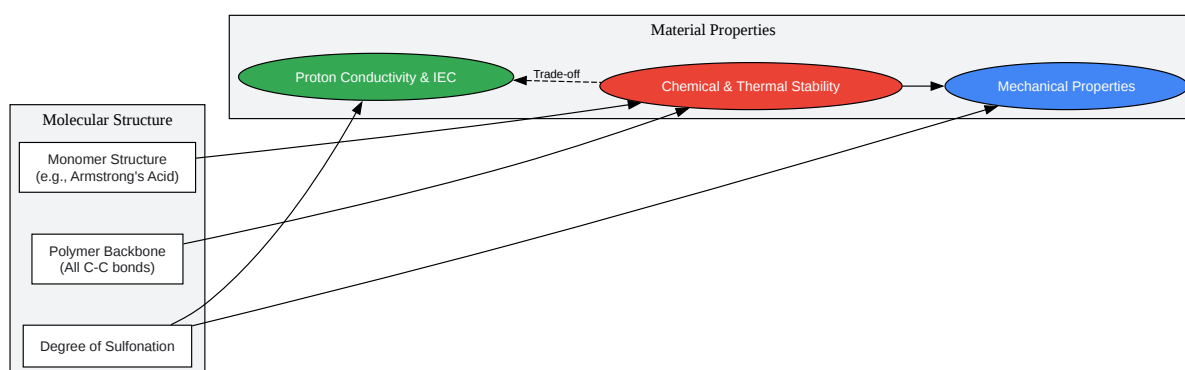 Material Properties
Proton Conductivity & IEC
Trade-off
Chemical & Thermal Stability
Mechanical Properties
Molecular Structure
Monomer Structure
(e.g., Armstrong's Acid)
Polymer Backbone
(All C-C bonds)
Degree of Sulfonation